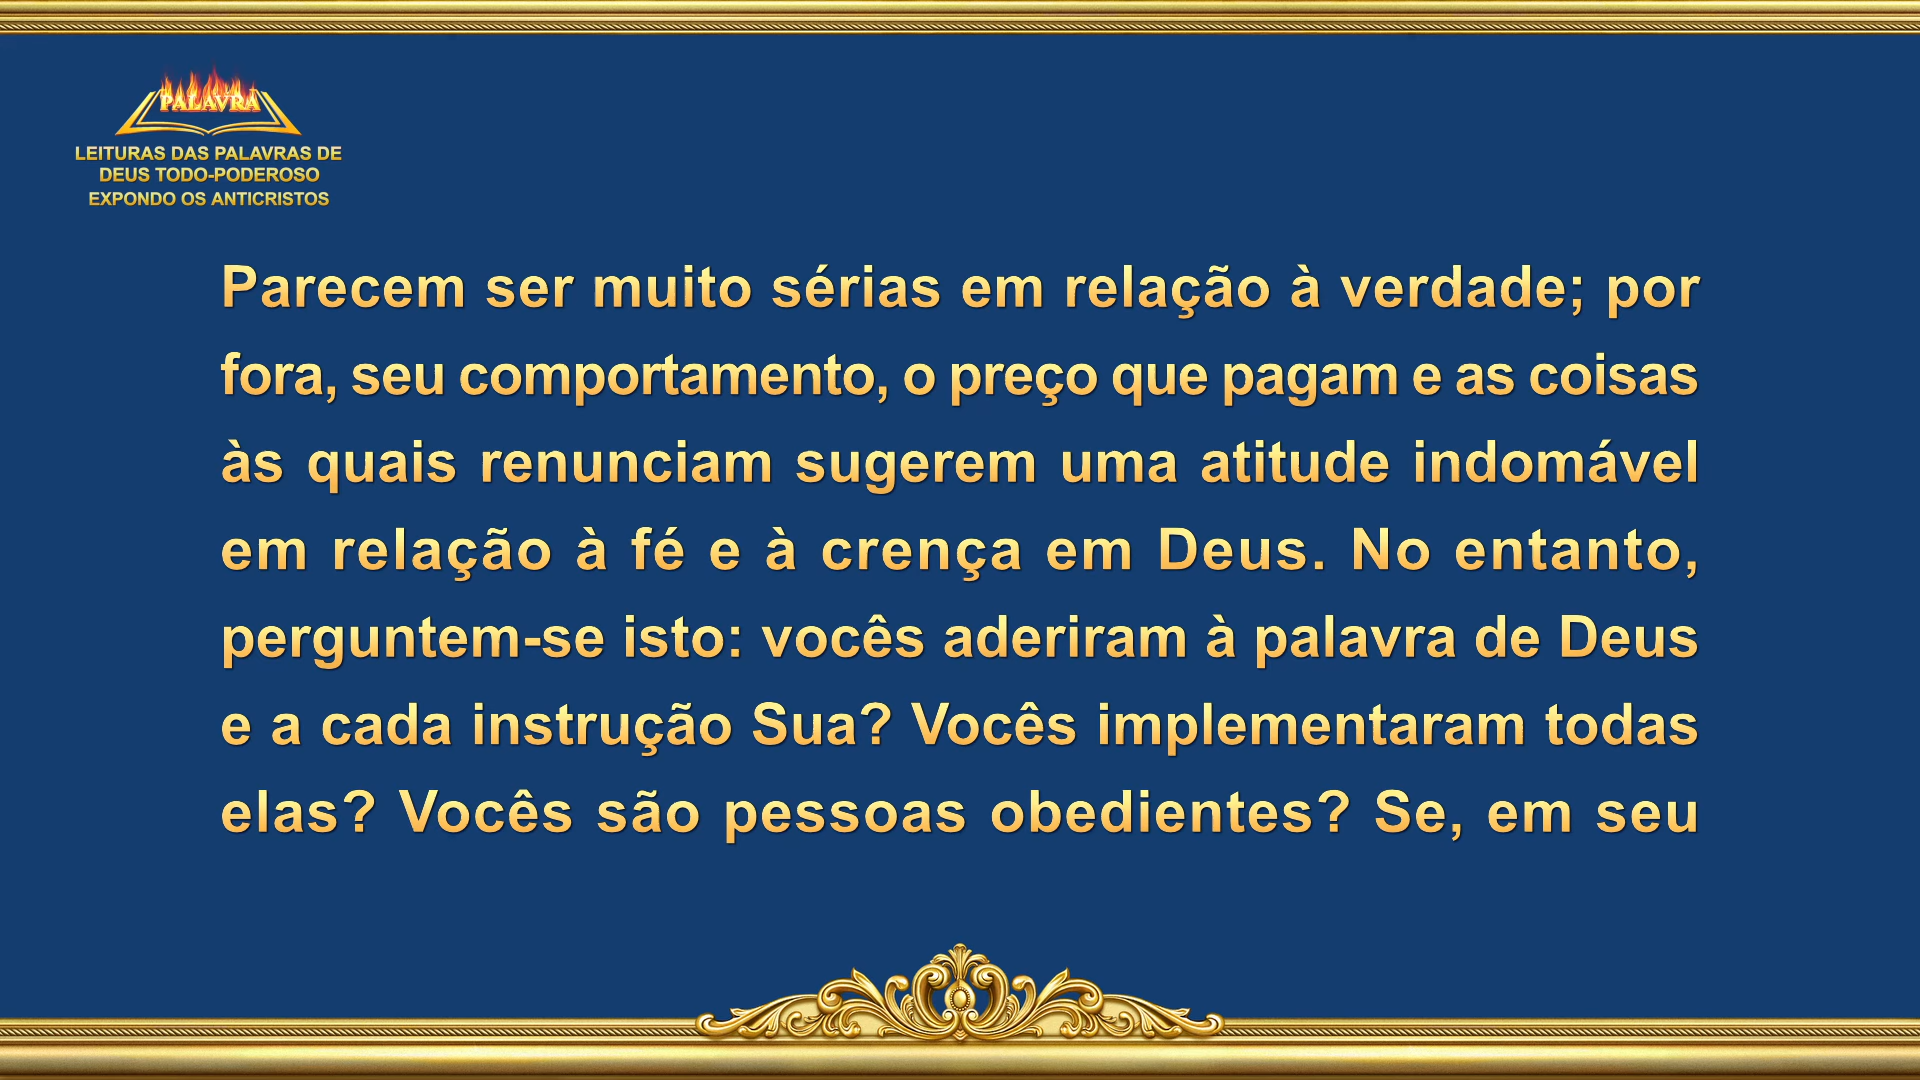 PALAVRA
LEITURAS DAS PALAVRAS DE
DEUS TODO-PODEROSO
EXPONDO OS ANTICRISTOS
Parecem ser muito sérias em relação à verdade; por
fora, seu comportamento, o preço que pagam e as coisas
às quais renunciam sugerem uma atitude indomável
em relação à fé e à crença em Deus. No entanto,
perguntem-se isto: vocês aderiram à palavra de Deus
e a cada instrução Sua? Vocês implementaram todas
elas? Vocês são pessoas obedientes? Se, em seu